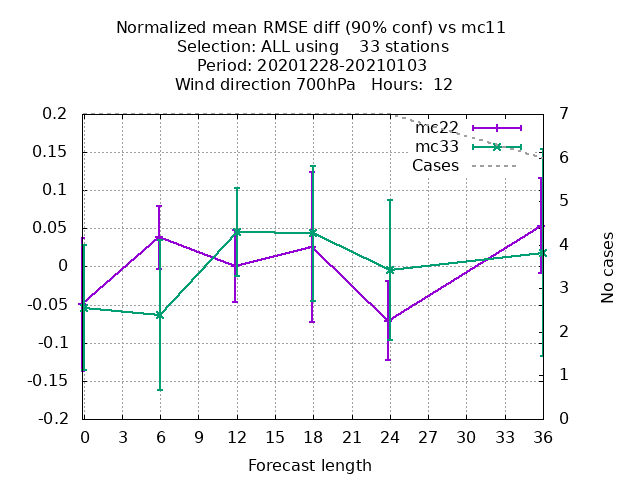 Normalized mean RMSE diff (90% conf) vs mc11
Selection: ALL using    33 stations
Period: 20201228-20210103
Wind direction 700hPa   Hours:  12
mc22
mc33
Cases
0.2
0.15
0.1
0.05
0
-0.05
-0.1
-0.15
-0.2
7
6
5
4
3
2
1
0
No cases
0 3 6 9 12 15 18 21 24 27 30 33 36
Forecast length